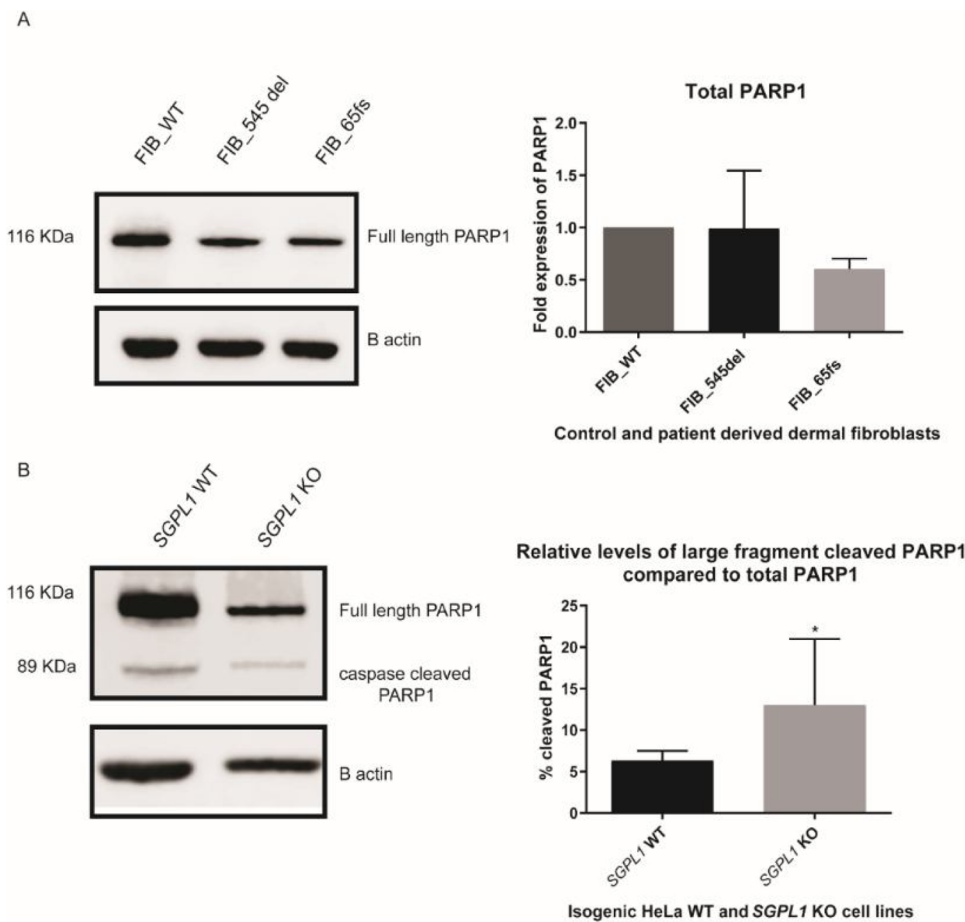 A
FIB_WT
FIB_545 del
FIB_65fs
116 KDa
Full length PARP1
B actin
Total PARP1
Fold expression of PARP1
2.0
1.5
1.0
0.5
0.0
FIB_WT
FIB_545del
FIB_65fs
Control and patient derived dermal fibroblasts
B
SGPL1 WT
SGPL1 KO
116 KDa
Full length PARP1
89 KDa
caspase cleaved
PARP1
B actin
Relative levels of large fragment cleaved PARP1
compared to total PARP1
% cleaved PARP1
25
20
15
10
5
0
*
SGPL1 WT
SGPL1 KO
Isogenic HeLa WT and SGPL1 KO cell lines